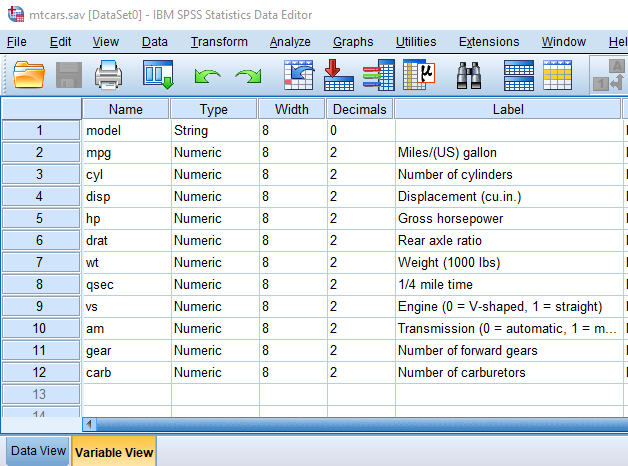 mtcars.sav [DataSet0] - IBM SPSS Statistics Data Editor
File Edit View Data Transform Analyze Graphs Utilities Extensions Window Hel
Name Type Width Decimals Label
1 model String 8 0
2 mpg Numeric 8 2 Miles/(US) gallon
3 cyl Numeric 8 2 Number of cylinders
4 disp Numeric 8 2 Displacement (cu.in.)
5 hp Numeric 8 2 Gross horsepower
6 drat Numeric 8 2 Rear axle ratio
7 wt Numeric 8 2 Weight (1000 lbs)
8 qsec Numeric 8 2 1/4 mile time
9 vs Numeric 8 2 Engine (0 = V-shaped, 1 = straight)
10 am Numeric 8 2 Transmission (0 = automatic, 1 = m...
11 gear Numeric 8 2 Number of forward gears
12 carb Numeric 8 2 Number of carburetors
13
14
Data View Variable View